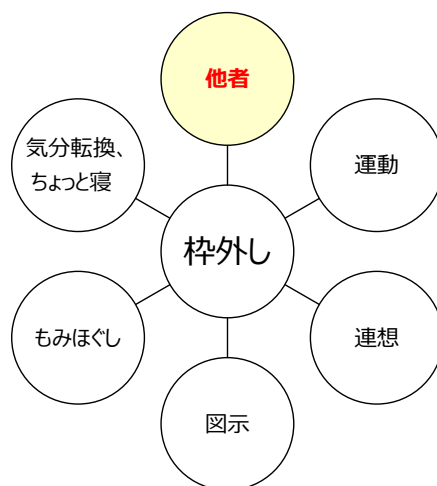 他者
運動
連想
図示
もみほぐし
気分転換、
ちょっと寝
枠外し